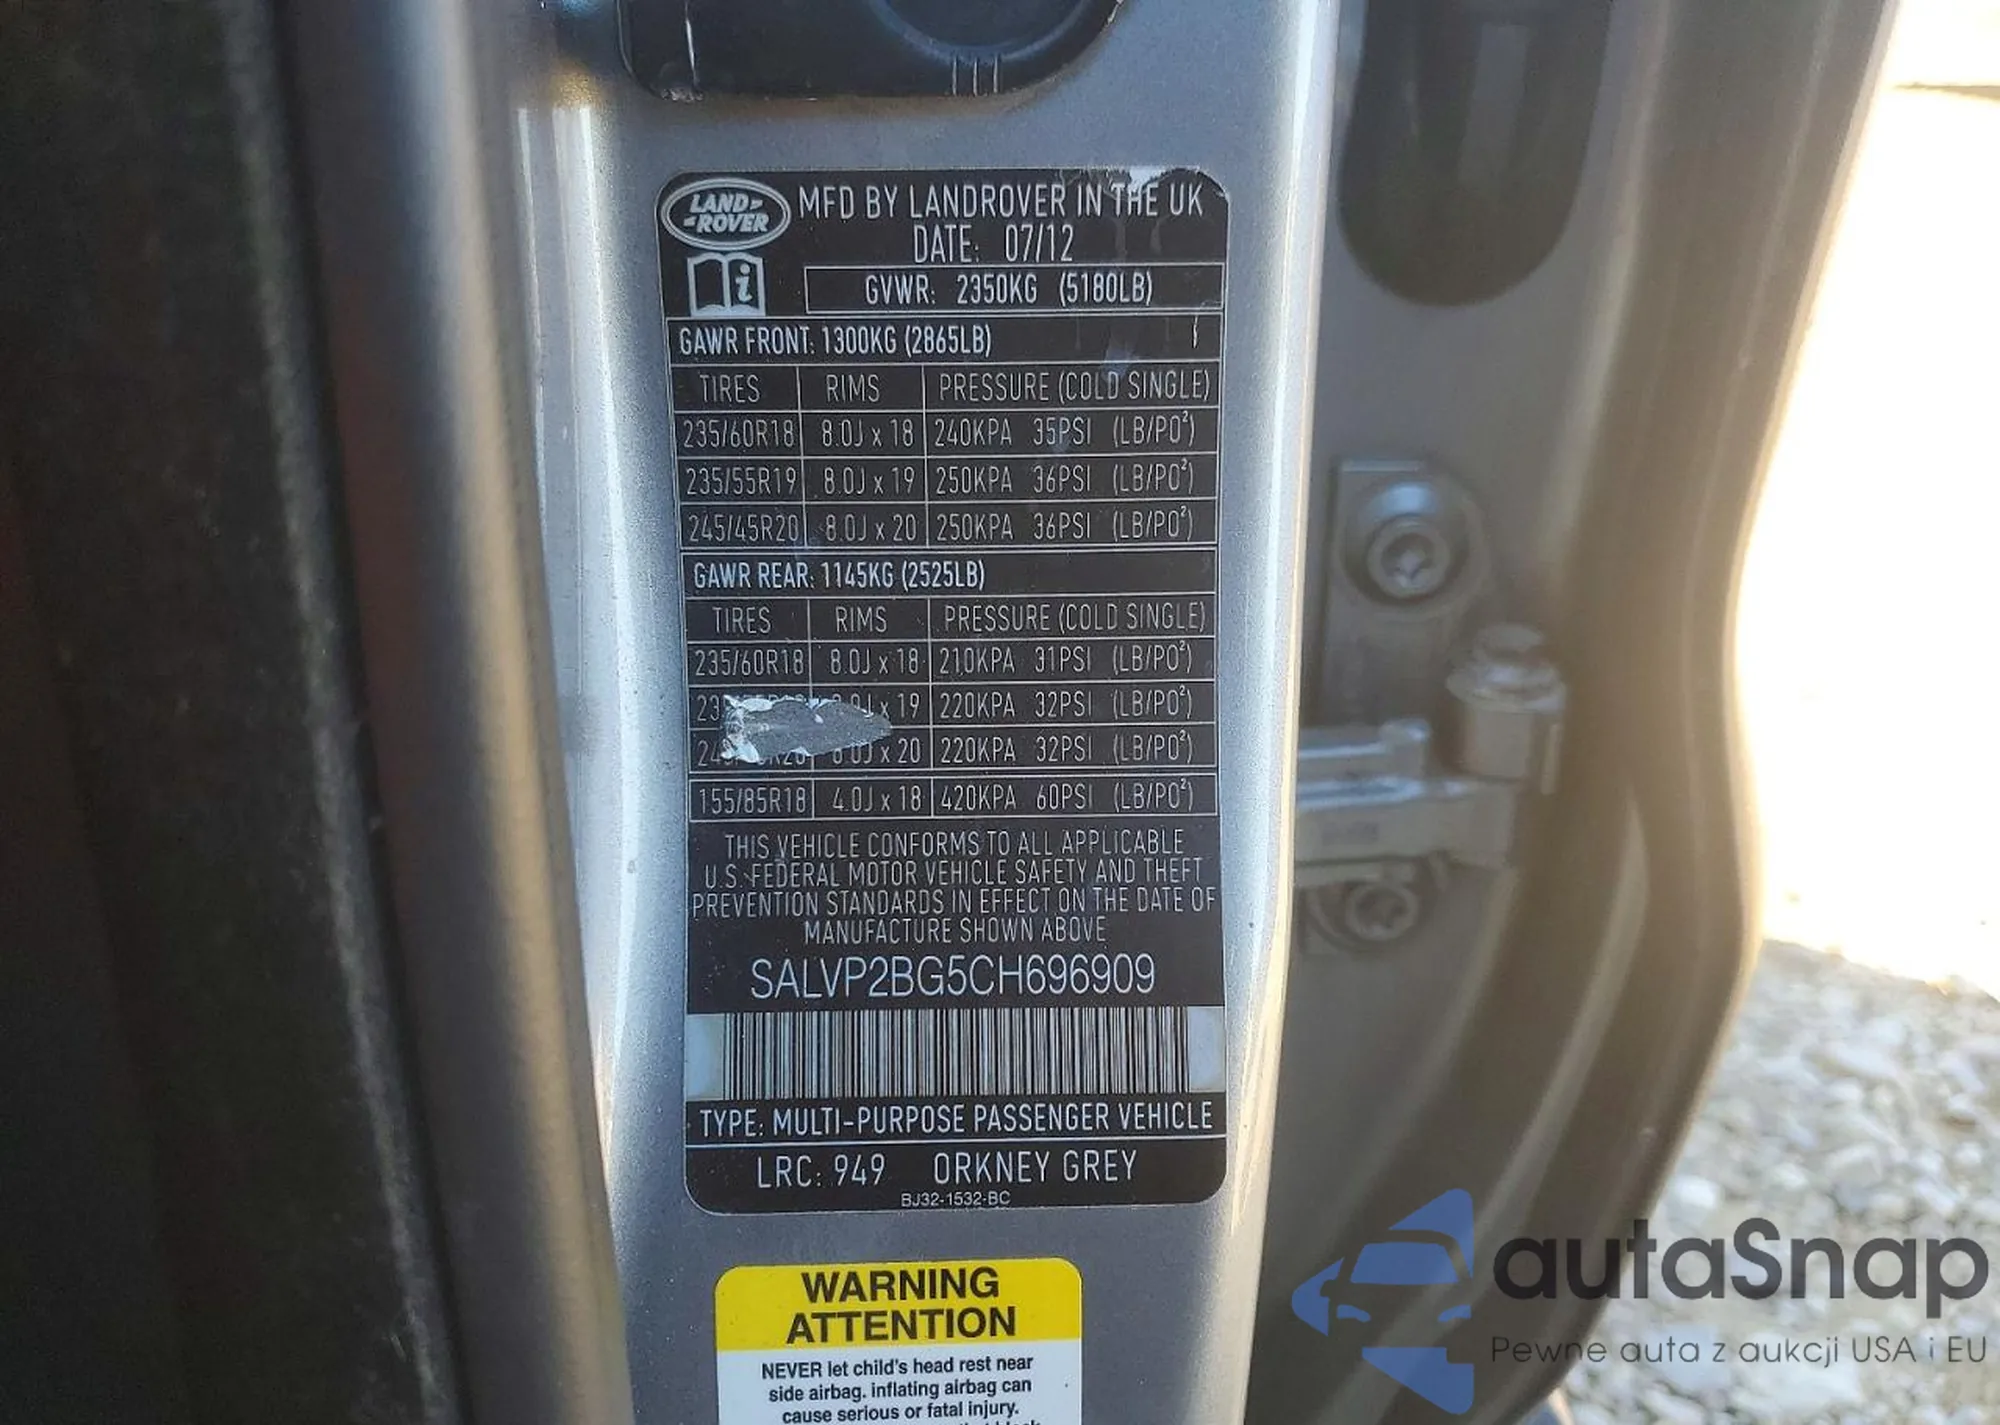 LAND-
-ROVER
MFD BY LANDROVER IN THE UK
DATE: 07/12
i
GVWR: 2350KG (5180LB)
GAWR FRONT: 1300KG (2865LB)
TIRES RIMS PRESSURE (COLD SINGLE)
235/60R18 8.0J x 18 240KPA 35PSI (LB/PO²)
235/55R19 8.0J x 19 250KPA 36PSI (LB/PO²)
245/45R20 8.0J x 20 250KPA 36PSI (LB/PO²)
GAWR REAR: 1145KG (2525LB)
TIRES RIMS PRESSURE (COLD SINGLE)
235/60R18 8.0J x 18 210KPA 31PSI (LB/PO²)
x 19 220KPA 32PSI (LB/PO²)
x 20 220KPA 32PSI (LB/PO²)
155/85R18 4.0J x 18 420KPA 60PSI (LB/PO²)
THIS VEHICLE CONFORMS TO ALL APPLICABLE
U.S. FEDERAL MOTOR VEHICLE SAFETY AND THEFT
PREVENTION STANDARDS IN EFFECT ON THE DATE OF
MANUFACTURE SHOWN ABOVE
SALVP2BG5CH696909
TYPE: MULTI-PURPOSE PASSENGER VEHICLE
LRC: 949 ORKNEY GREY
BJ32-1532-BC
WARNING
ATTENTION
NEVER let child's head rest near
side airbag. inflating airbag can
cause serious or fatal injury.
autaSnap
Pewne auta z aukcji USA i EU